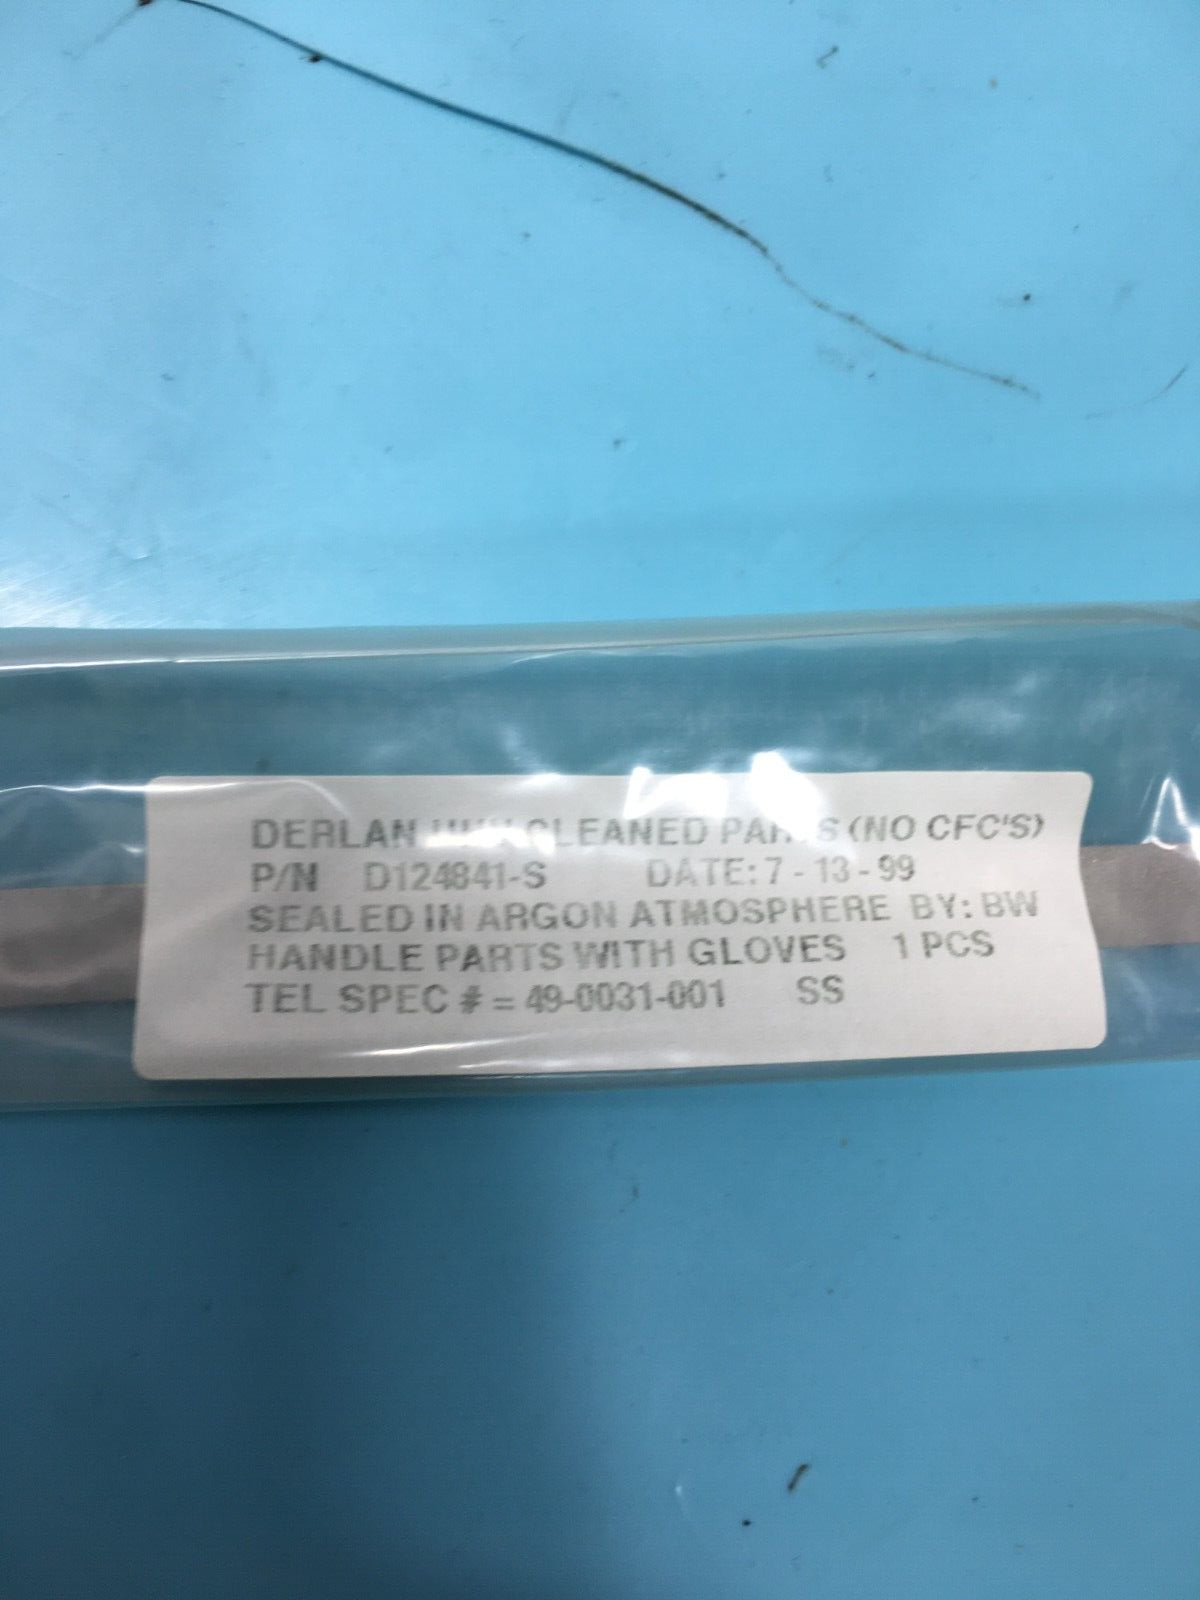 DERLAN CLEANED PARTS (NO CFC'S)
P/N D124841-S DATE: 7 - 13 - 99
SEALED IN ARGON ATMOSPHERE BY: BW
HANDLE PARTS WITH GLOVES 1 PCS
TEL SPEC # = 49-0031-001 SS